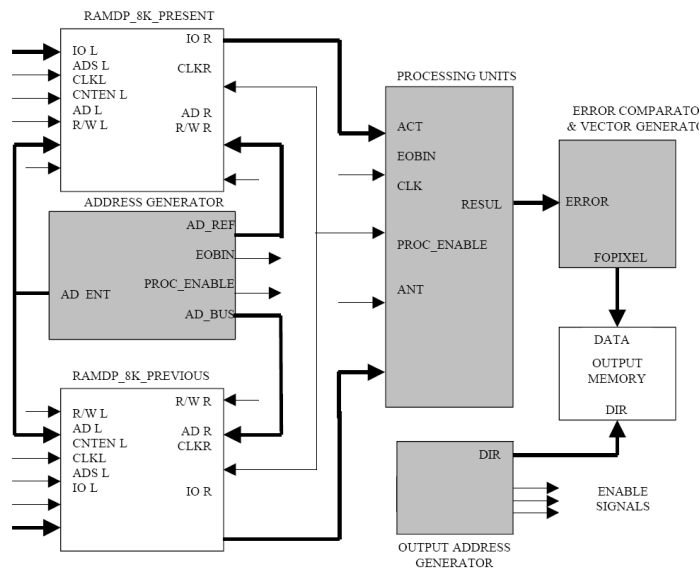 RAMDP_8K_PRESENT
IO L
ADS L
CLKL
CNTEN L
AD L
R/W L
IO R
CLKR
AD R
R/W R
ADDRESS GENERATOR
AD_REF
EOBIN
PROC_ENABLE
AD_BUS
AD ENT
RAMDP_8K_PREVIOUS
R/W L
AD L
CNTEN L
CLKL
ADS L
IO L
R/W R
AD R
CLKR
IO R
PROCESSING UNITS
ACT
EOBIN
CLK
RESUL
PROC_ENABLE
ANT
ERROR COMPARATO
& VECTOR GENERATO
ERROR
FOPIXEL
DATA
OUTPUT
MEMORY
DIR
DIR
ENABLE
SIGNALS
OUTPUT ADDRESS
GENERATOR